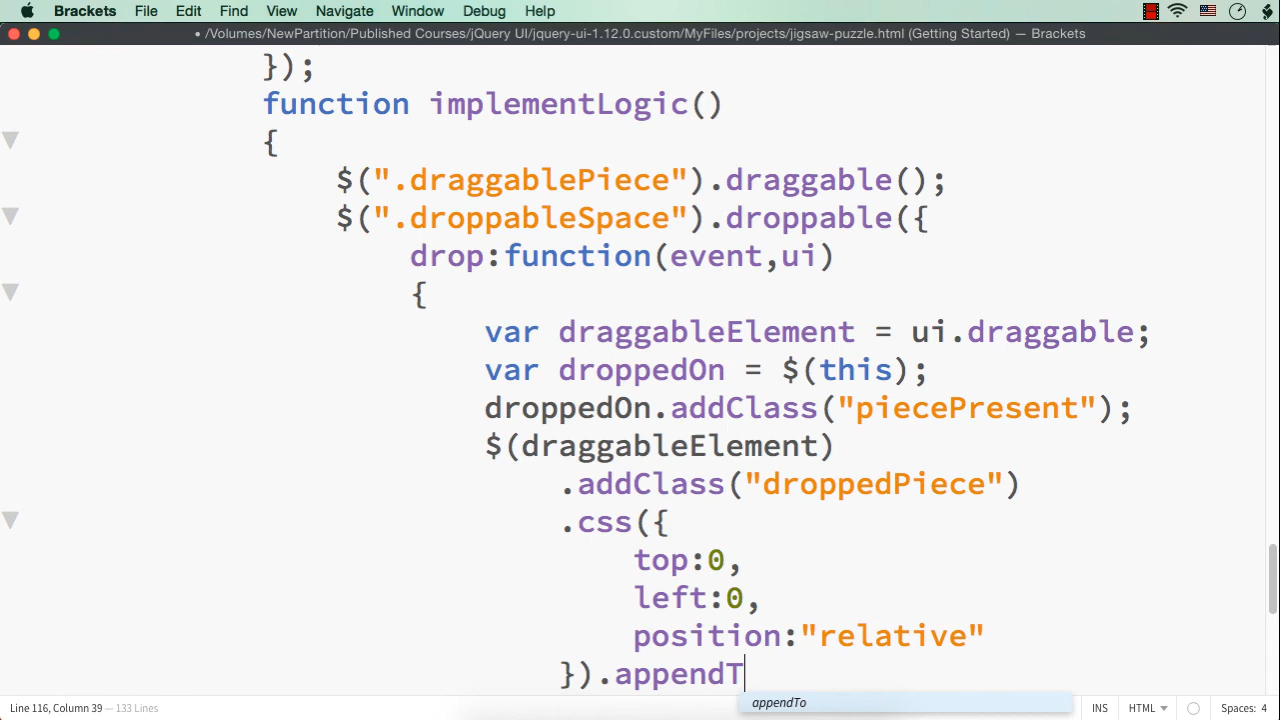 Brackets File Edit Find View Navigate Window Debug Help
• /Volumes/NewPartition/Published Courses/jQuery UI/jquery-ui-1.12.0.custom/MyFiles/projects/jigsaw-puzzle.html (Getting Started) — Brackets
});
function implementLogic()
{
$(".draggablePiece").draggable();
$(".droppableSpace").droppable({
drop:function(event,ui)
{
var draggableElement = ui.draggable;
var droppedOn = $(this);
droppedOn.addClass("piecePresent");
$(draggableElement)
.addClass("droppedPiece")
.css({
top:0,
left:0,
position:"relative"
}).appendT
appendTo
Line 116, Column 39 — 133 Lines INS HTML Spaces: 4